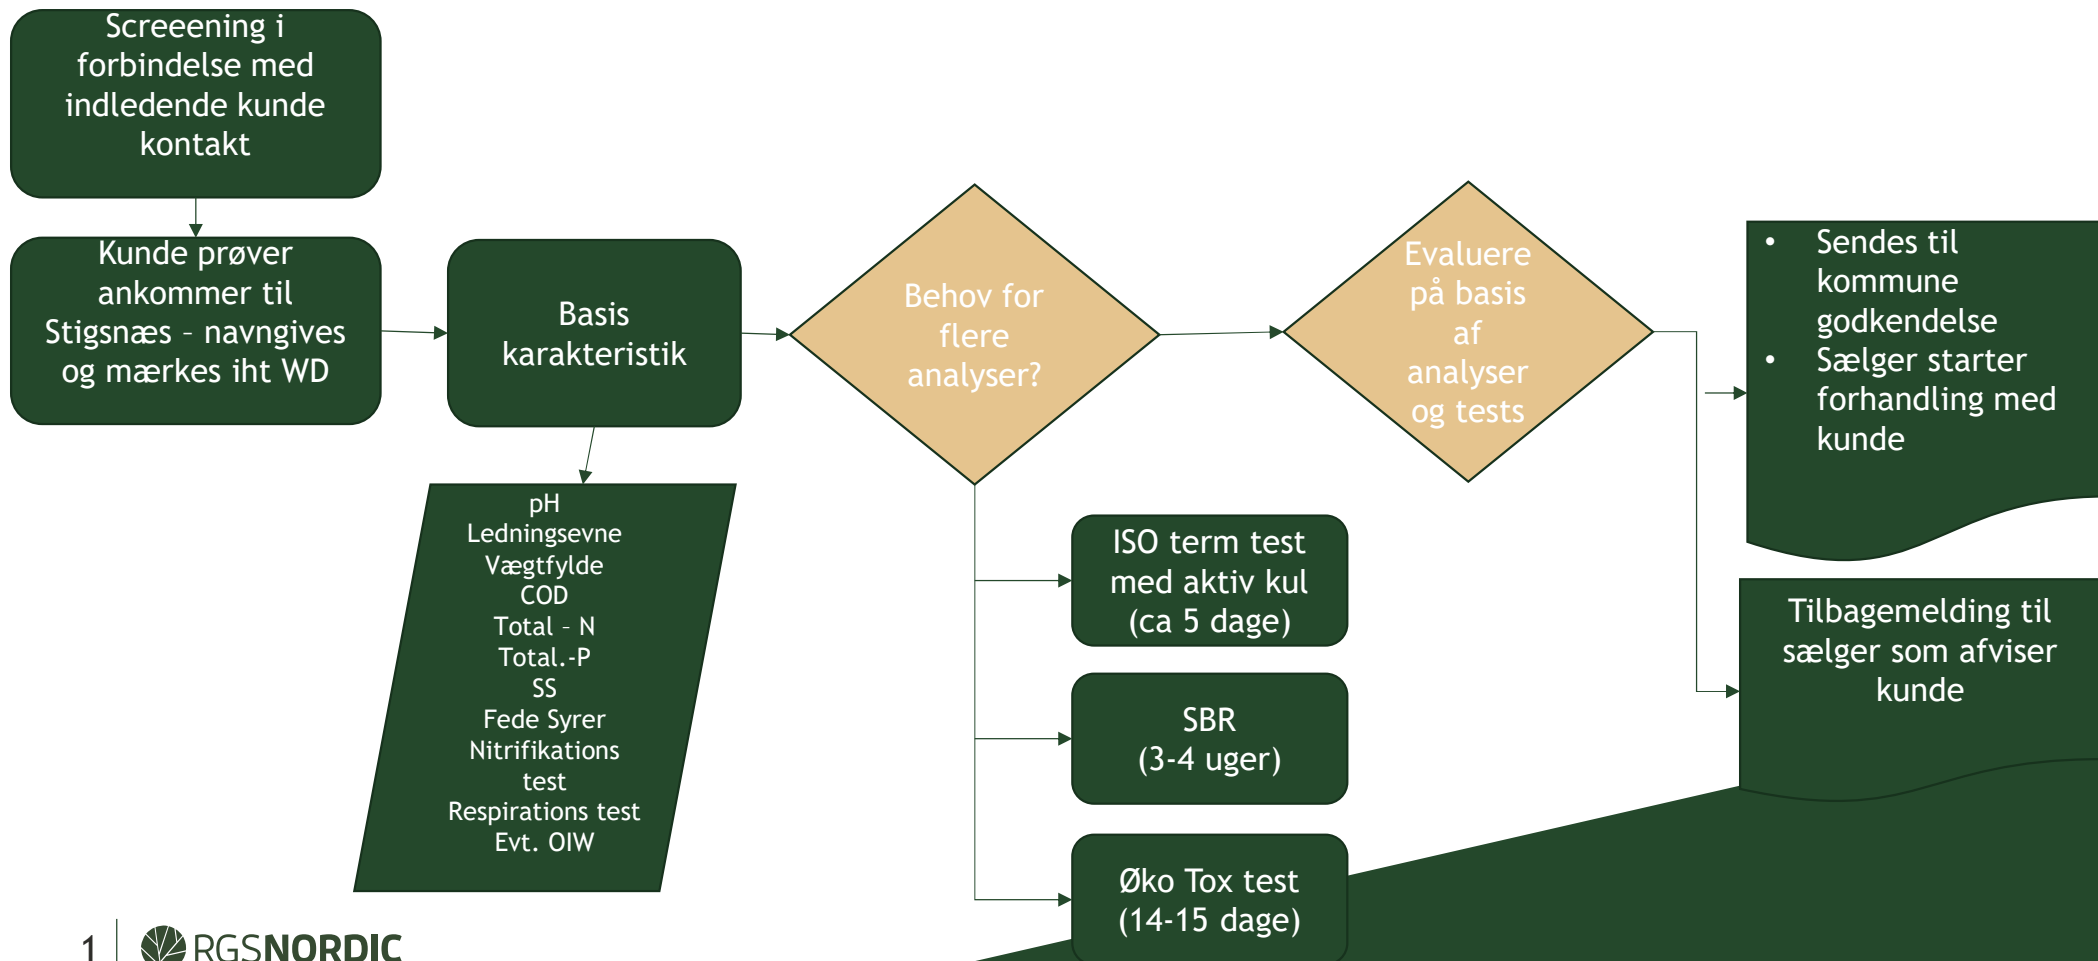 Screeening i
forbindelse med
indledende kunde
kontakt
Kunde prøver
ankommer til
Stigsnæs – navngives
og mærkes iht WD
Basis
karakteristik
pH
Ledningsevne
Vægtfylde
COD
Total – N
Total.-P
SS
Fede Syrer
Nitrifikations
test
Respirations test
Evt. OIW
Behov for
flere
analyser?
ISO term test
med aktiv kul
(ca 5 dage)
SBR
(3-4 uger)
Øko Tox test
(14-15 dage)
Evaluere
på basis
af
analyser
og tests
• Sendes til
kommune
godkendelse
• Sælger starter
forhandling med
kunde
Tilbagemelding til
sælger som afviser
kunde
1
RGSNORDIC